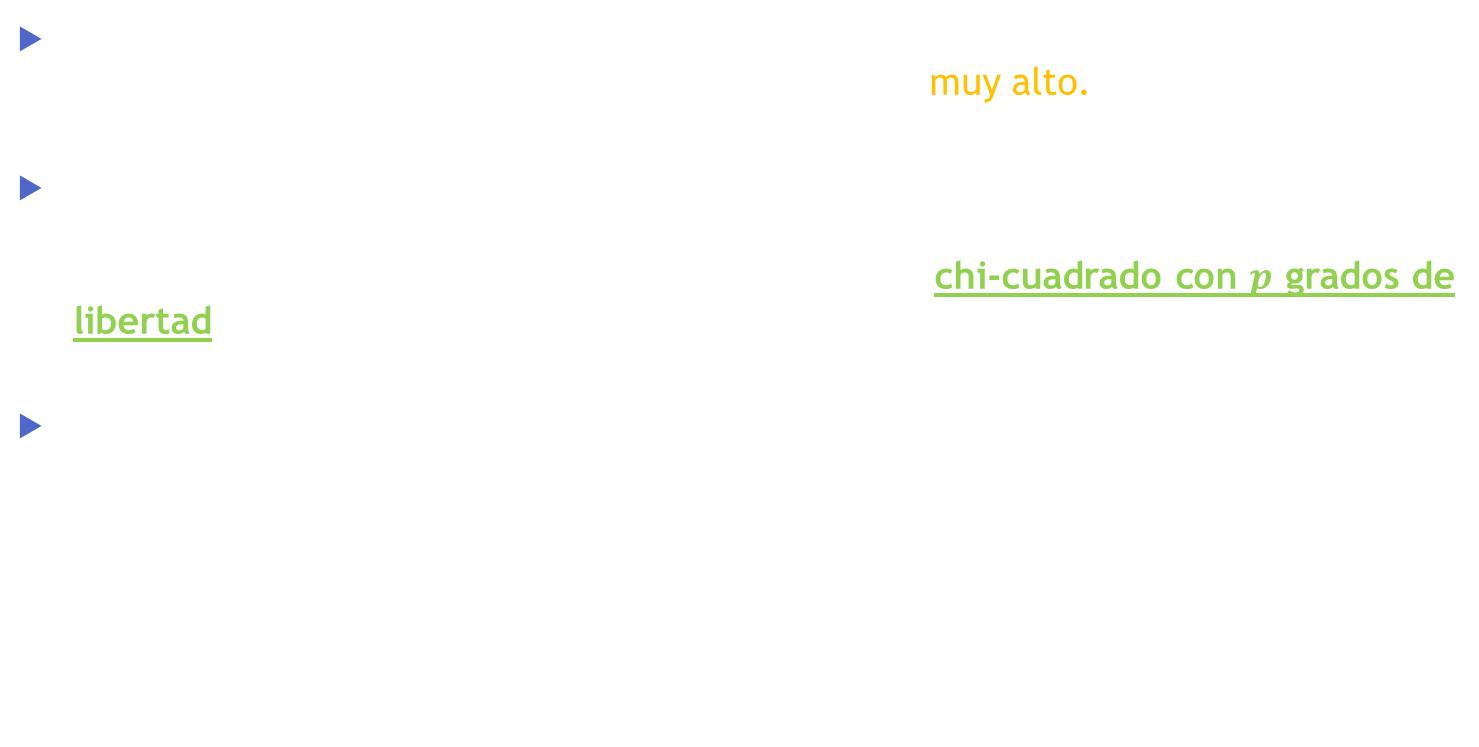 muy alto.
chi-cuadrado con p grados de
libertad